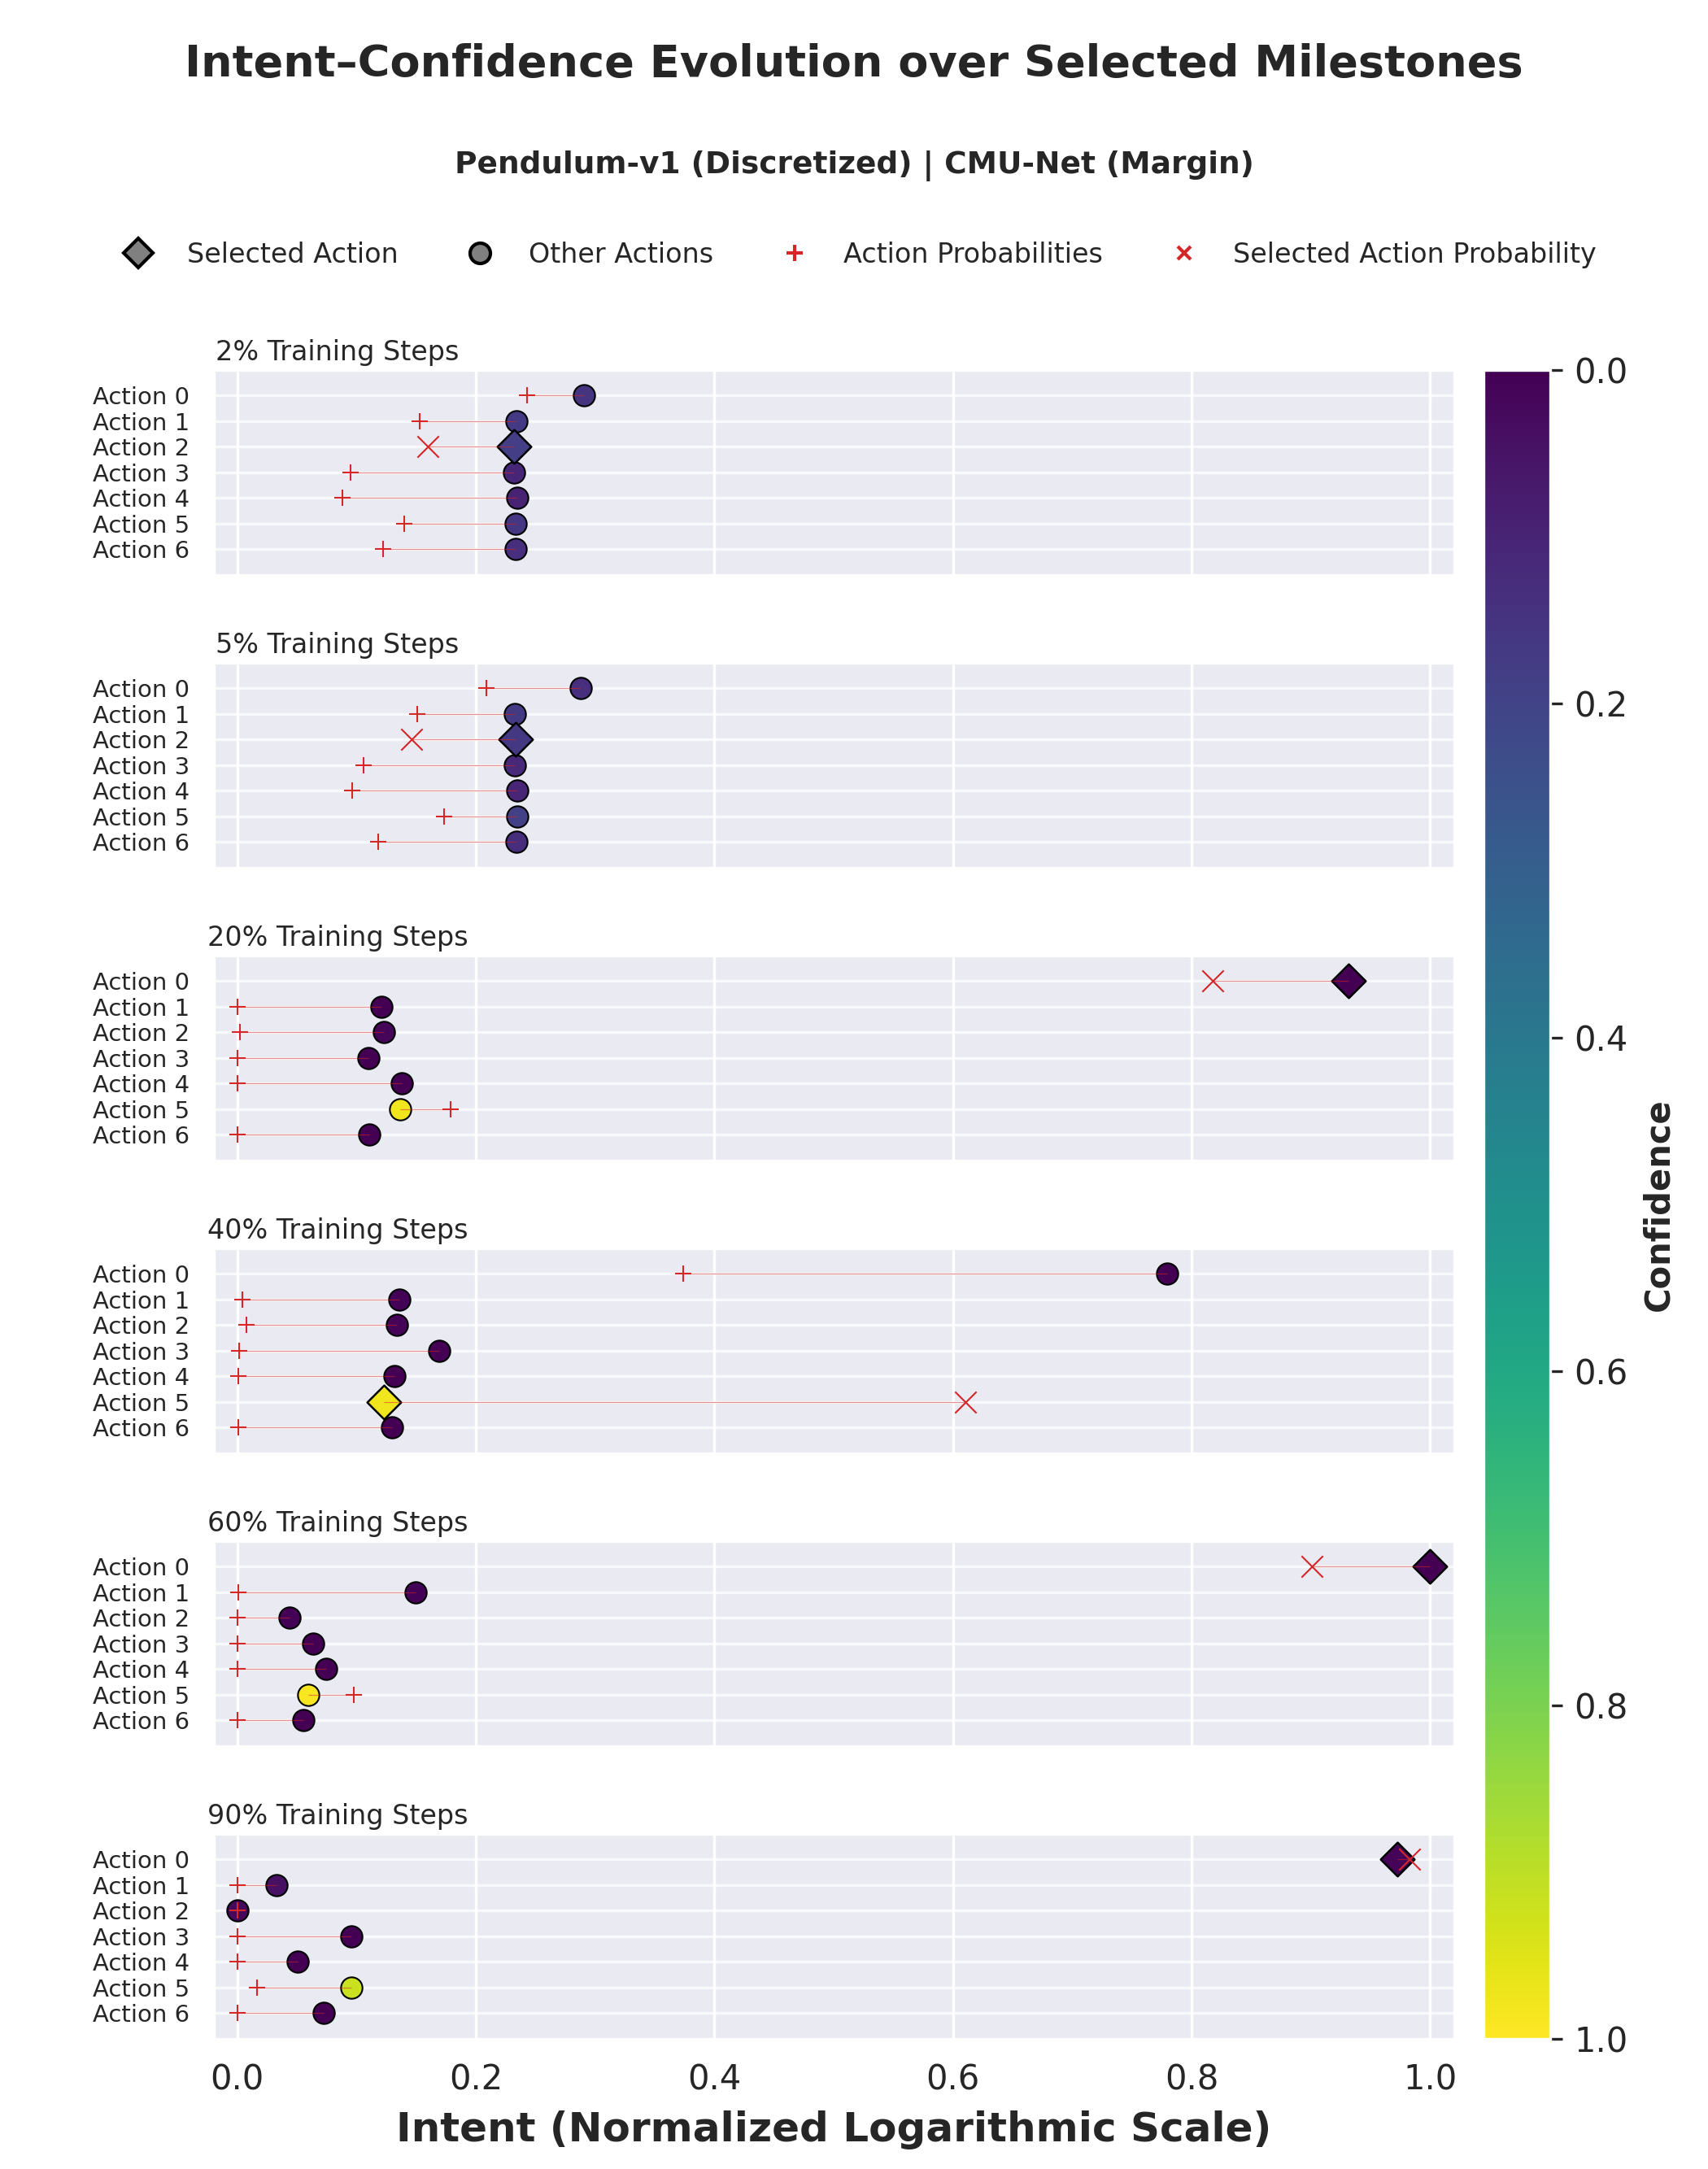 Intent–Confidence Evolution over Selected Milestones
Pendulum-v1 (Discretized) | CMU-Net (Margin)
Selected Action Other Actions Action Probabilities Selected Action Probability
2% Training Steps
Action 0
Action 1
Action 2
Action 3
Action 4
Action 5
Action 6
5% Training Steps
Action 0
Action 1
Action 2
Action 3
Action 4
Action 5
Action 6
20% Training Steps
Action 0
Action 1
Action 2
Action 3
Action 4
Action 5
Action 6
40% Training Steps
Action 0
Action 1
Action 2
Action 3
Action 4
Action 5
Action 6
60% Training Steps
Action 0
Action 1
Action 2
Action 3
Action 4
Action 5
Action 6
90% Training Steps
Action 0
Action 1
Action 2
Action 3
Action 4
Action 5
Action 6
0.0 0.2 0.4 0.6 0.8 1.0
Intent (Normalized Logarithmic Scale)
0.0
0.2
0.4
0.6
0.8
1.0
Confidence